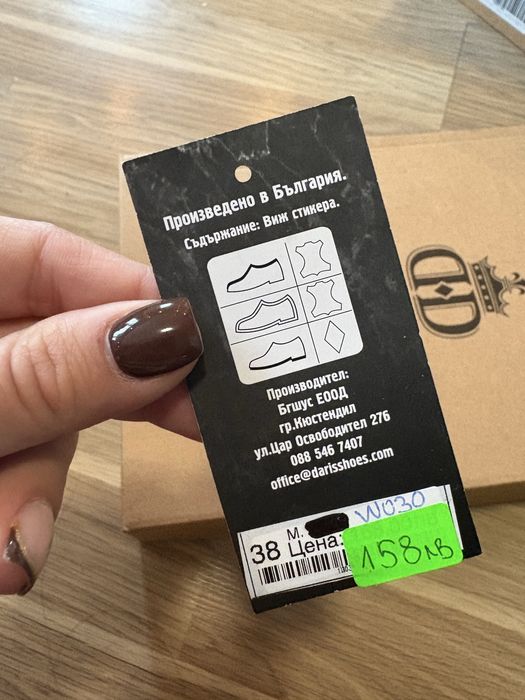 Произведено в България.
Съдържание: Виж стикера.
Производител:
Бгшус ЕООД
гр.Кюстендил
ул.Цар Освободител 276
088 546 7407
office@darisshoes.com
М. W030
38 Цена:
158лв